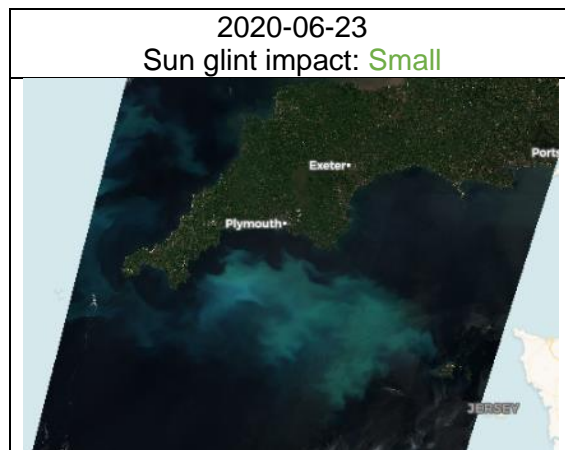 2020-06-23
Sun glint impact: Small
Exeter
Ports
Plymouth
JERSEY